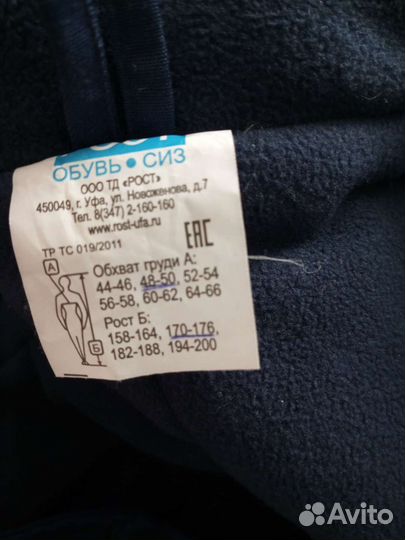 ОБУВЬ • СИЗ
ООО ТД «РОСТ»
450049, г. Уфа, ул. Новоженова, д.7
Тел. 8(347) 2-160-160
www.rost-ufa.ru
ТР ТС 019/2011
EAC
А
Обхват груди А:
44-46, 48-50, 52-54
56-58, 60-62, 64-66
Рост Б:
158-164, 170-176,
182-188, 194-200
Б
Avito